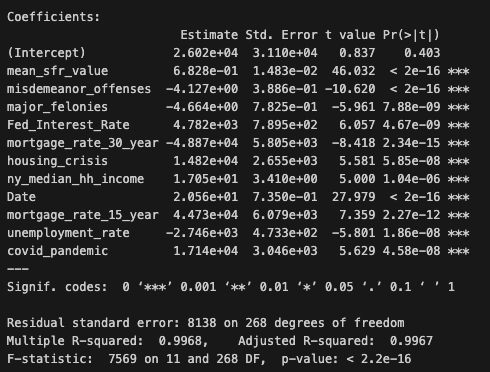 Coefficients:
                        Estimate Std. Error t value Pr(>|t|)
(Intercept)            2.602e+04  3.110e+04   0.837    0.403
mean_sfr_value         6.828e-01  1.483e-02  46.032  < 2e-16 ***
misdemeanor_offenses  -4.127e+00  3.886e-01 -10.620  < 2e-16 ***
major_felonies        -4.664e+00  7.825e-01  -5.961 7.88e-09 ***
Fed_Interest_Rate      4.782e+03  7.895e+02   6.057 4.67e-09 ***
mortgage_rate_30_year -4.887e+04  5.805e+03  -8.418 2.34e-15 ***
housing_crisis         1.482e+04  2.655e+03   5.581 5.85e-08 ***
ny_median_hh_income    1.705e+01  3.410e+00   5.000 1.04e-06 ***
Date                   2.056e+01  7.350e-01  27.979  < 2e-16 ***
mortgage_rate_15_year  4.473e+04  6.079e+03   7.359 2.27e-12 ***
unemployment_rate     -2.746e+03  4.733e+02  -5.801 1.86e-08 ***
covid_pandemic         1.714e+04  3.046e+03   5.629 4.58e-08 ***
---
Signif. codes:  0 ‘***’ 0.001 ‘**’ 0.01 ‘*’ 0.05 ‘.’ 0.1 ‘ ’ 1

Residual standard error: 8138 on 268 degrees of freedom
Multiple R-squared:  0.9968,    Adjusted R-squared:  0.9967
F-statistic:  7569 on 11 and 268 DF,  p-value: < 2.2e-16